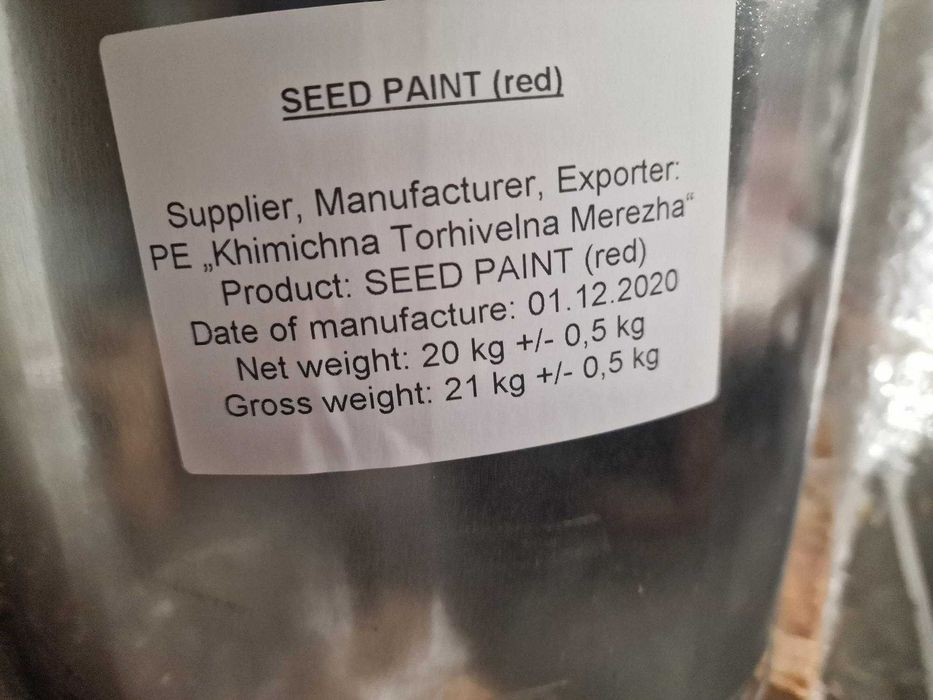 SEED PAINT (red)
Supplier, Manufacturer, Exporter:
PE „Khimichna Torhivelna Merezha“
Product: SEED PAINT (red)
Date of manufacture: 01.12.2020
Net weight: 20 kg +/- 0,5 kg
Gross weight: 21 kg +/- 0,5 kg